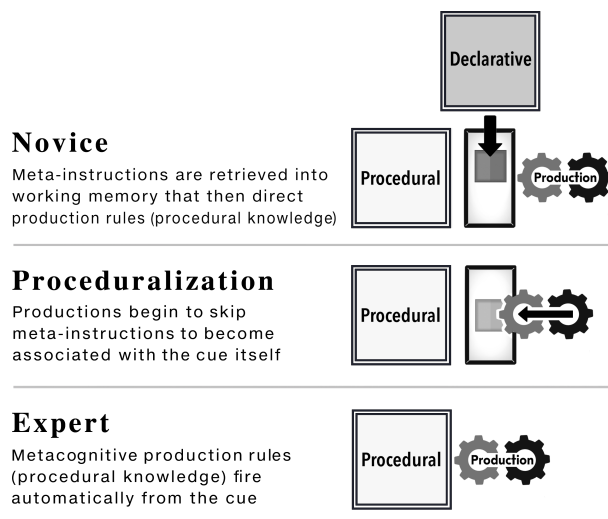 Declarative
Novice
Meta-instructions are retrieved into
working memory that then direct
production rules (procedural knowledge)
Procedural
Production
Proceduralization
Productions begin to skip
meta-instructions to become
associated with the cue itself
Procedural
Expert
Metacognitive production rules
(procedural knowledge) fire
automatically from the cue
Procedural
Production